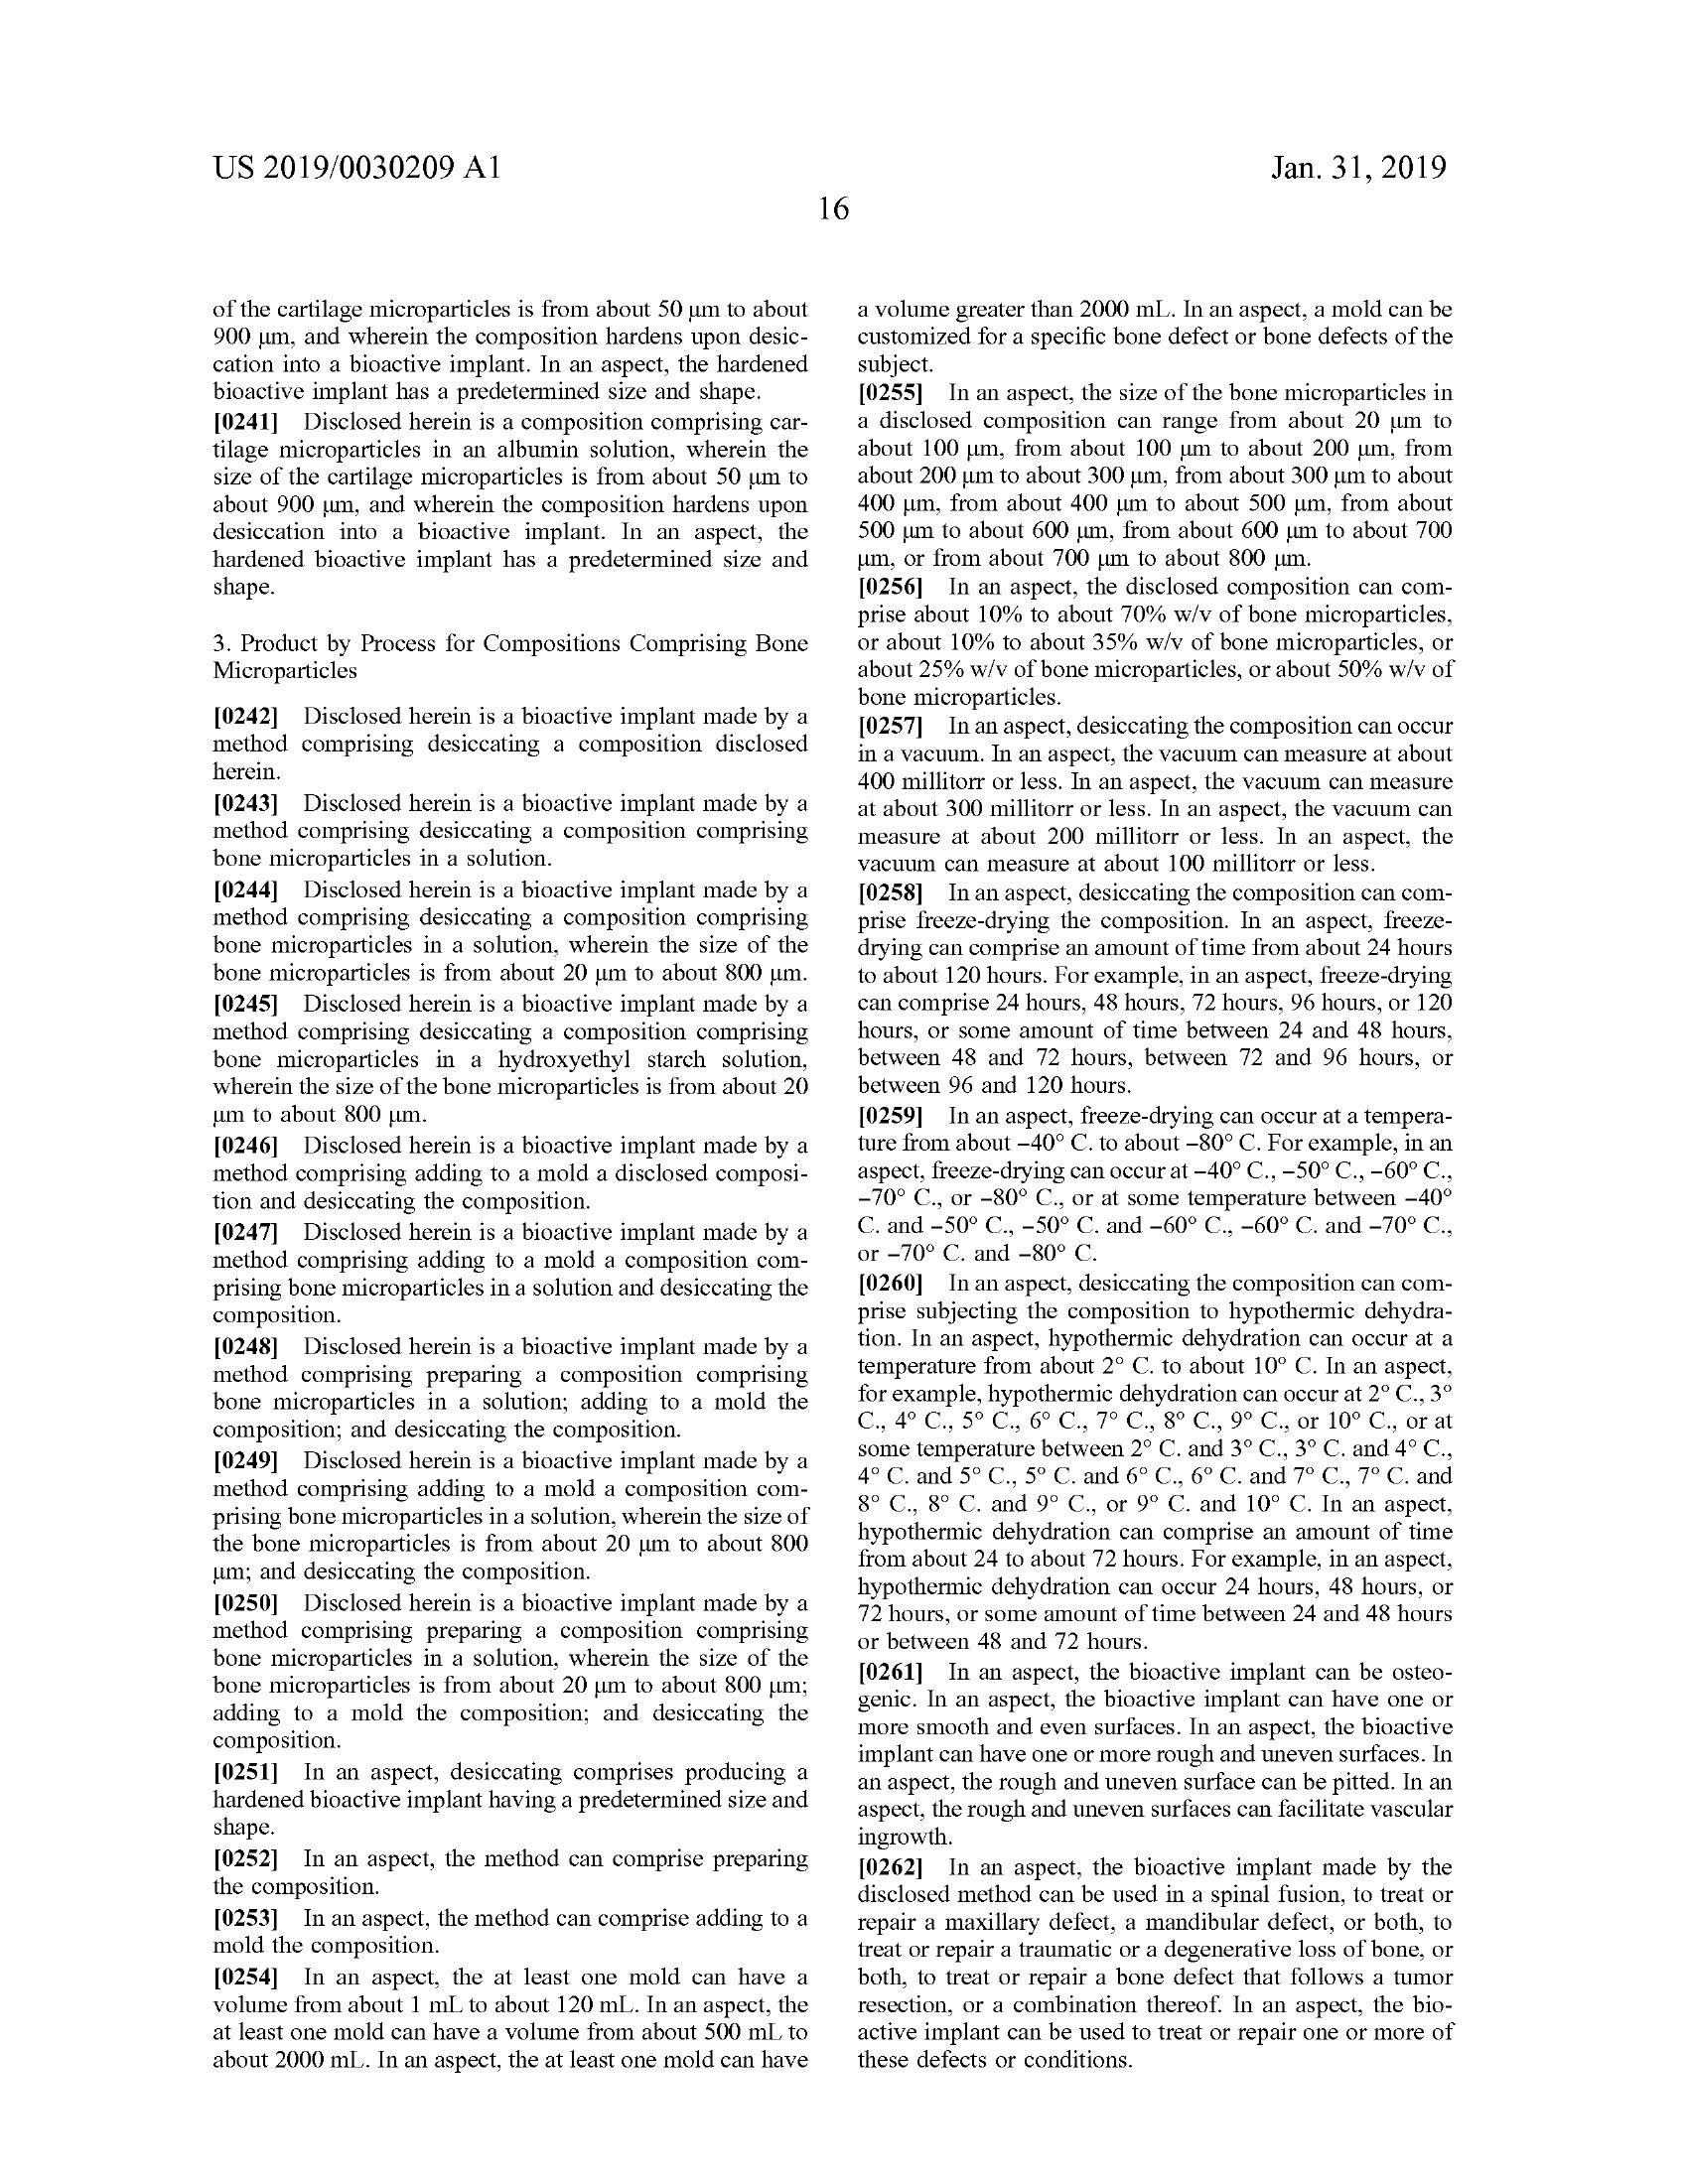 US 2019/0030209 A1
Jan. 31, 2019
16
of the cartilage microparticles is from about 50 μm to about
900 μm, and wherein the composition hardens upon desic-
cation into a bioactive implant. In an aspect, the hardened
bioactive implant has a predetermined size and shape.
[0241] Disclosed herein is a composition comprising car-
tilage microparticles in an albumin solution, wherein the
size of the cartilage microparticles is from about 50 μm to
about 900 μm, and wherein the composition hardens upon
desiccation into a bioactive implant. In an aspect, the
hardened bioactive implant has a predetermined size and
shape.
3. Product by Process for Compositions Comprising Bone
Microparticles
[0242] Disclosed herein is a bioactive implant made by a
method comprising desiccating a composition disclosed
herein.
[0243] Disclosed herein is a bioactive implant made by a
method comprising desiccating a composition comprising
bone microparticles in a solution.
[0244] Disclosed herein is a bioactive implant made by a
method comprising desiccating a composition comprising
bone microparticles in a solution, wherein the size of the
bone microparticles is from about 20 μm to about 800 μm.
[0245] Disclosed herein is a bioactive implant made by a
method comprising desiccating a composition comprising
bone microparticles in a hydroxyethyl starch solution,
wherein the size of the bone microparticles is from about 20
μm to about 800 μm.
[0246] Disclosed herein is a bioactive implant made by a
method comprising adding to a mold a disclosed composi-
tion and desiccating the composition.
[0247] Disclosed herein is a bioactive implant made by a
method comprising adding to a mold a composition com-
prising bone microparticles in a solution and desiccating the
composition.
[0248] Disclosed herein is a bioactive implant made by a
method comprising preparing a composition comprising
bone microparticles in a solution; adding to a mold the
composition; and desiccating the composition.
[0249] Disclosed herein is a bioactive implant made by a
method comprising adding to a mold a composition com-
prising bone microparticles in a solution, wherein the size of
the bone microparticles is from about 20 μm to about 800
μm; and desiccating the composition.
[0250] Disclosed herein is a bioactive implant made by a
method comprising preparing a composition comprising
bone microparticles in a solution, wherein the size of the
bone microparticles is from about 20 μm to about 800 μm;
adding to a mold the composition; and desiccating the
composition.
[0251] In an aspect, desiccating comprises producing a
hardened bioactive implant having a predetermined size and
shape.
[0252] In an aspect, the method can comprise preparing
the composition.
[0253] In an aspect, the method can comprise adding to a
mold the composition.
[0254] In an aspect, the at least one mold can have a
volume from about 1 mL to about 120 mL. In an aspect, the
at least one mold can have a volume from about 500 mL to
about 2000 mL. In an aspect, the at least one mold can have
a volume greater than 2000 mL. In an aspect, a mold can be
customized for a specific bone defect or bone defects of the
subject.
[0255] In an aspect, the size of the bone microparticles in
a disclosed composition can range from about 20 μm to
about 100 μm, from about 100 μm to about 200 μm, from
about 200 μm to about 300 μm, from about 300 μm to about
400 μm, from about 400 μm to about 500 μm, from about
500 μm to about 600 μm, from about 600 μm to about 700
μm, or from about 700 μm to about 800 μm.
[0256] In an aspect, the disclosed composition can com-
prise about 10% to about 70% w/v of bone microparticles,
or about 10% to about 35% w/v of bone microparticles, or
about 25% w/v of bone microparticles, or about 50% w/v of
bone microparticles.
[0257] In an aspect, desiccating the composition can occur
in a vacuum. In an aspect, the vacuum can measure at about
400 millitorr or less. In an aspect, the vacuum can measure
at about 300 millitorr or less. In an aspect, the vacuum can
measure at about 200 millitorr or less. In an aspect, the
vacuum can measure at about 100 millitorr or less.
[0258] In an aspect, desiccating the composition can com-
prise freeze-drying the composition. In an aspect, freeze-
drying can comprise an amount of time from about 24 hours
to about 120 hours. For example, in an aspect, freeze-drying
can comprise 24 hours, 48 hours, 72 hours, 96 hours, or 120
hours, or some amount of time between 24 and 48 hours,
between 48 and 72 hours, between 72 and 96 hours, or
between 96 and 120 hours.
[0259] In an aspect, freeze-drying can occur at a tempera-
ture from about −40° C. to about −80° C. For example, in an
aspect, freeze-drying can occur at −40° C., −50° C., −60° C.,
−70° C., or −80° C., or at some temperature between −40°
C. and −50° C., −50° C. and −60° C., −60° C. and −70° C.,
or −70° C. and −80° C.
[0260] In an aspect, desiccating the composition can com-
prise subjecting the composition to hypothermic dehydra-
tion. In an aspect, hypothermic dehydration can occur at a
temperature from about 2° C. to about 10° C. In an aspect,
for example, hypothermic dehydration can occur at 2° C., 3°
C., 4° C., 5° C., 6° C., 7° C., 8° C., 9° C., or 10° C., or at
some temperature between 2° C. and 3° C., 3° C. and 4° C.,
4° C. and 5° C., 5° C. and 6° C., 6° C. and 7° C., 7° C. and
8° C., 8° C. and 9° C., or 9° C. and 10° C. In an aspect,
hypothermic dehydration can comprise an amount of time
from about 24 to about 72 hours. For example, in an aspect,
hypothermic dehydration can occur 24 hours, 48 hours, or
72 hours, or some amount of time between 24 and 48 hours
or between 48 and 72 hours.
[0261] In an aspect, the bioactive implant can be osteo-
genic. In an aspect, the bioactive implant can have one or
more smooth and even surfaces. In an aspect, the bioactive
implant can have one or more rough and uneven surfaces. In
an aspect, the rough and uneven surface can be pitted. In an
aspect, the rough and uneven surfaces can facilitate vascular
ingrowth.
[0262] In an aspect, the bioactive implant made by the
disclosed method can be used in a spinal fusion, to treat or
repair a maxillary defect, a mandibular defect, or both, to
treat or repair a traumatic or a degenerative loss of bone, or
both, to treat or repair a bone defect that follows a tumor
resection, or a combination thereof. In an aspect, the bio-
active implant can be used to treat or repair one or more of
these defects or conditions.